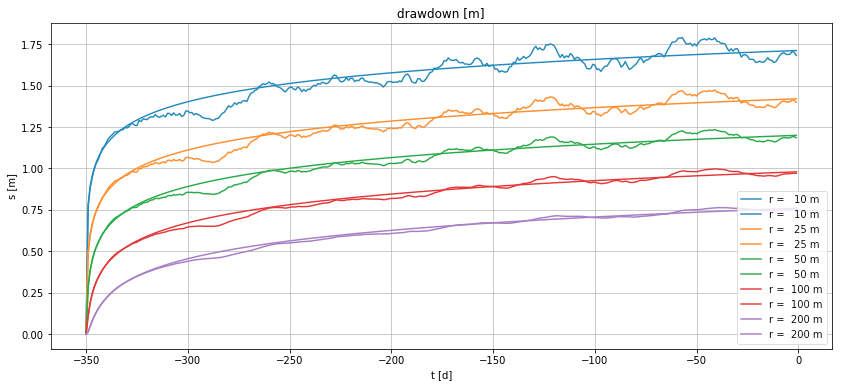 drawdown [m]
s [m]
1.75
1.50
1.25
1.00
0.75
0.50
0.25
0.00
r = 10 m
r = 10 m
r = 25 m
r = 25 m
r = 50 m
r = 50 m
r = 100 m
r = 100 m
r = 200 m
r = 200 m
−350
−300
−250
−200
−150
−100
−50
0
t [d]